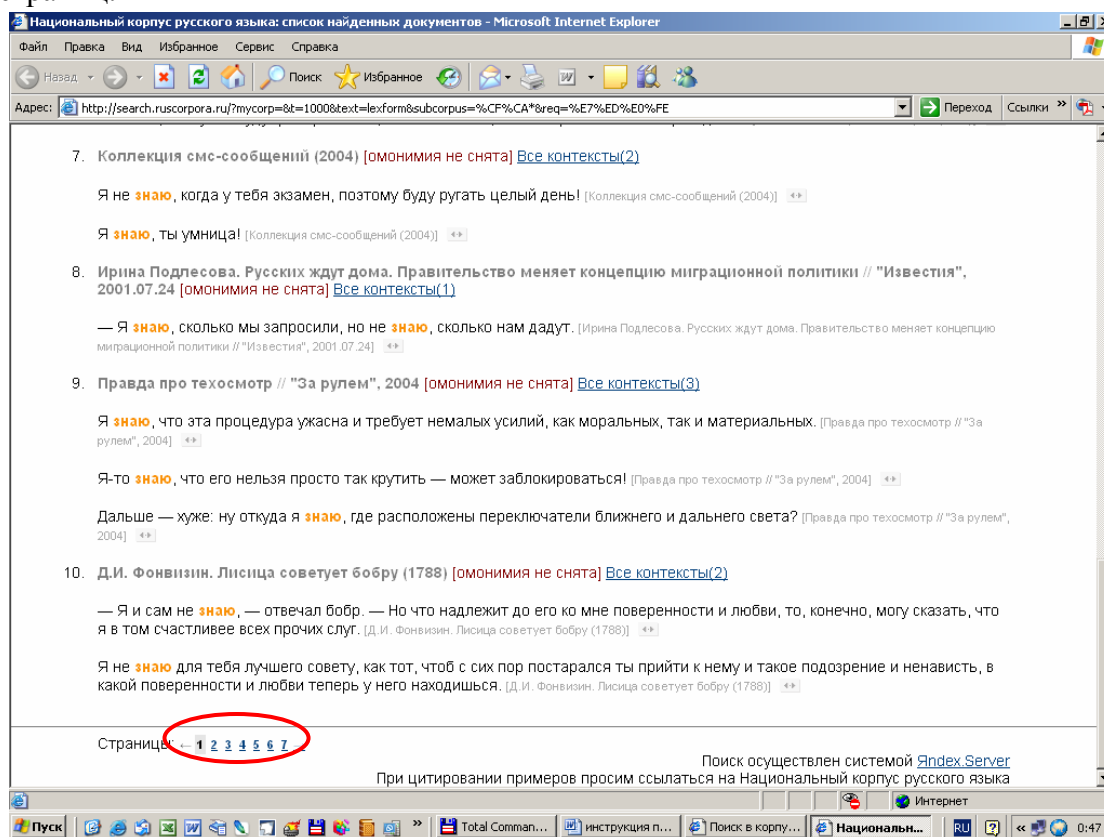 Национальный корпус русского языка: список найденных документов - Microsoft Internet Explorer
Файл Правка Вид Избранное Сервис Справка
Назад Поиск Избранное
Адрес: http://search.ruscorpora.ru/?mycorp=&t=1000&text=lexform&subcorpus=%CF%CA*&req=%E7%ED%E0%FE Переход Ссылки »
7. Коллекция смс-сообщений (2004) [омонимия не снята] Все контексты(2)
Я не знаю, когда у тебя экзамен, поэтому буду ругать целый день! [Коллекция смс-сообщений (2004)]
Я знаю, ты умница! [Коллекция смс-сообщений (2004)]
8. Ирина Подлесова. Русских ждут дома. Правительство меняет концепцию миграционной политики // "Известия",
2001.07.24 [омонимия не снята] Все контексты(1)
— Я знаю, сколько мы запросили, но не знаю, сколько нам дадут. [Ирина Подлесова. Русских ждут дома. Правительство меняет концепцию
миграционной политики // "Известия", 2001.07.24]
9. Правда про техосмотр // "За рулем", 2004 [омонимия не снята] Все контексты(3)
Я знаю, что эта процедура ужасна и требует немалых усилий, как моральных, так и материальных. [Правда про техосмотр // "За
рулем", 2004]
Я-то знаю, что его нельзя просто так крутить — может заблокироваться! [Правда про техосмотр // "За рулем", 2004]
Дальше — хуже: ну откуда я знаю, где расположены переключатели ближнего и дальнего света? [Правда про техосмотр // "За рулем",
2004]
10. Д.И. Фонвизин. Лисица советует бобру (1788) [омонимия не снята] Все контексты(2)
— Я и сам не знаю, — отвечал бобр. — Но что надлежит до его ко мне поверенности и любви, то, конечно, могу сказать, что
я в том счастливее всех прочих слуг. [Д.И. Фонвизин. Лисица советует бобру (1788)]
Я не знаю для тебя лучшего совету, как тот, чтоб с сих пор постарался ты прийти к нему и такое подозрение и ненависть, в
какой поверенности и любви теперь у него находишься. [Д.И. Фонвизин. Лисица советует бобру (1788)]
Страницы: ← 1 2 3 4 5 6 7
Поиск осуществлен системой Яndex.Server
При цитировании примеров просим ссылаться на Национальный корпус русского языка
Интернет
Пуск » Total Comman... инструкция п... Поиск в корпу... Национальн... RU « 0:47